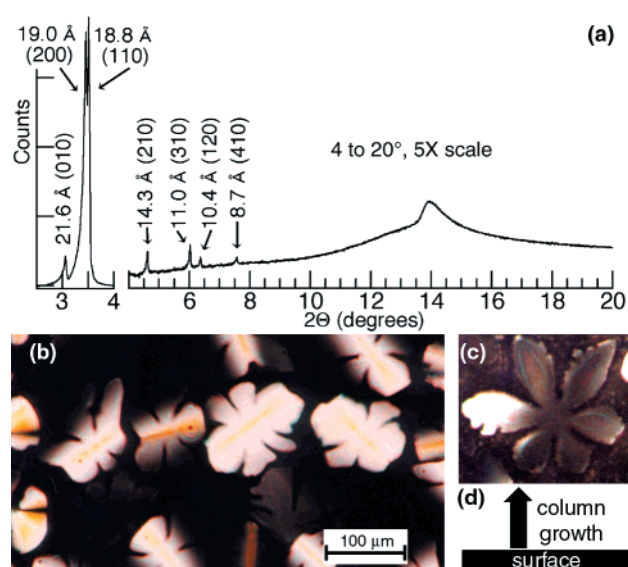 19.0 Å
(200)
18.8 Å
(110)
(a)
Counts
21.6 Å (010)
14.3 Å (210)
11.0 Å (310)
10.4 Å (120)
8.7 Å (410)
4 to 20°, 5X scale
3 4 6 8 10 12 14 16 18 20
2Θ (degrees)
(b)
100 µm
(c)
(d)
column
growth
surface